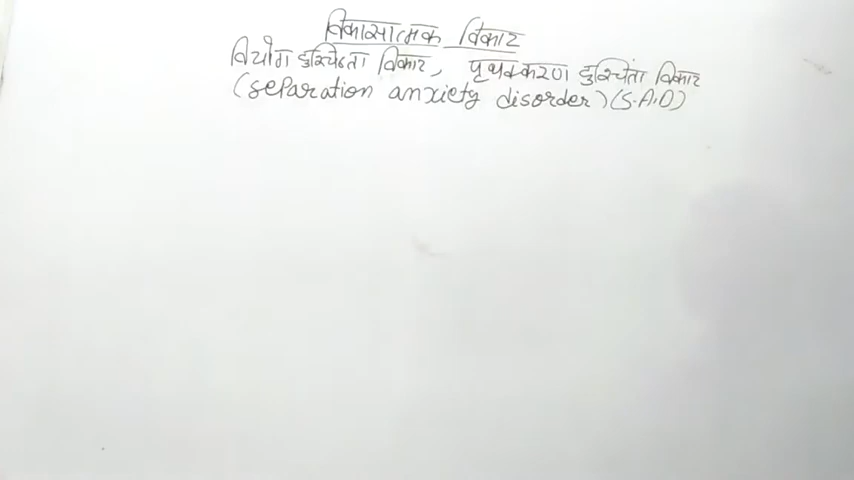 विकासात्मक विकार
वियोग दुश्चिंता विकार, पृथक्करण दुश्चिंता विकार
(separation anxiety disorder) (S.A.D)